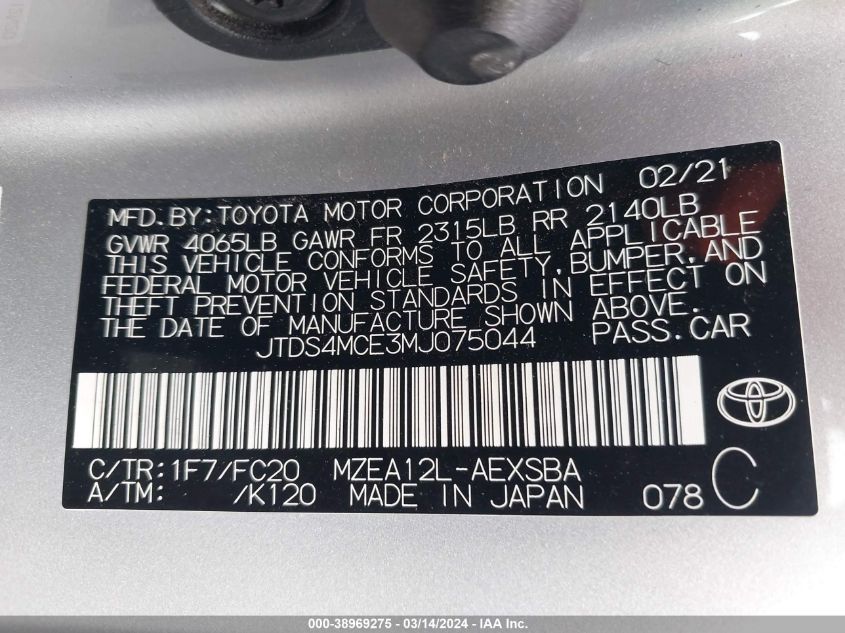 MFD.BY:TOYOTA MOTOR CORPORATION 02/21
GVWR 4065LB GAWR FR 2315LB RR 2140LB
THIS VEHICLE CONFORMS TO ALL APPLICABLE
FEDERAL MOTOR VEHICLE SAFETY,BUMPER,AND
THEFT PREVENTION STANDARDS IN EFFECT ON
THE DATE OF MANUFACTURE SHOWN ABOVE.
JTDS4MCE3MJ075044 PASS.CAR
C/TR:1F7/FC20 MZEA12L-AEXSBA
A/TM: /K120 MADE IN JAPAN 078 C
000-38969275 - 03/14/2024 - IAA Inc.